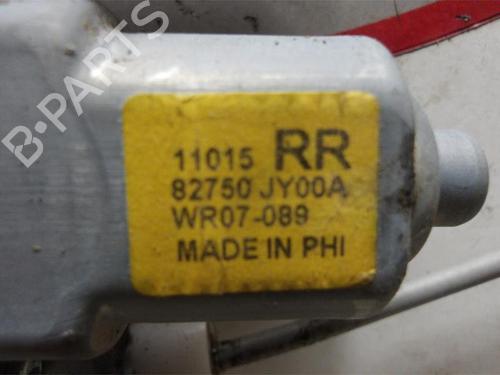 B-PARTS
11015 RR
82750 JY00A
WR07-089
MADE IN PHI